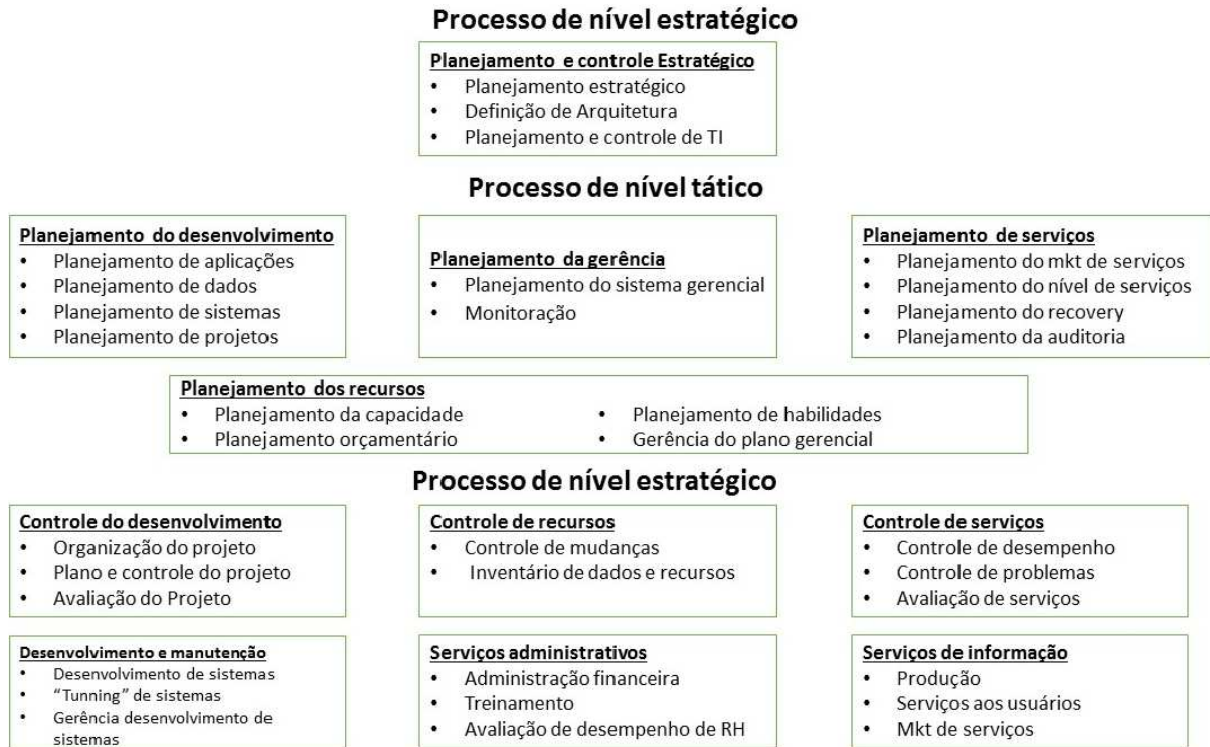 Processo de nível estratégico
Planejamento e controle Estratégico
• Planejamento estratégico
• Definição de Arquitetura
• Planejamento e controle de TI
Processo de nível tático
Planejamento do desenvolvimento
• Planejamento de aplicações
• Planejamento de dados
• Planejamento de sistemas
• Planejamento de projetos
Planejamento da gerência
• Planejamento do sistema gerencial
• Monitoração
Planejamento de serviços
• Planejamento do mkt de serviços
• Planejamento do nível de serviços
• Planejamento do recovery
• Planejamento da auditoria
Planejamento dos recursos
• Planejamento da capacidade
• Planejamento orçamentário
• Planejamento de habilidades
• Gerência do plano gerencial
Processo de nível estratégico
Controle do desenvolvimento
• Organização do projeto
• Plano e controle do projeto
• Avaliação do Projeto
Controle de recursos
• Controle de mudanças
• Inventário de dados e recursos
Controle de serviços
• Controle de desempenho
• Controle de problemas
• Avaliação de serviços
Desenvolvimento e manutenção
• Desenvolvimento de sistemas
• “Tunning” de sistemas
• Gerência desenvolvimento de
sistemas
Serviços administrativos
• Administração financeira
• Treinamento
• Avaliação de desempenho de RH
Serviços de informação
• Produção
• Serviços aos usuários
• Mkt de serviços